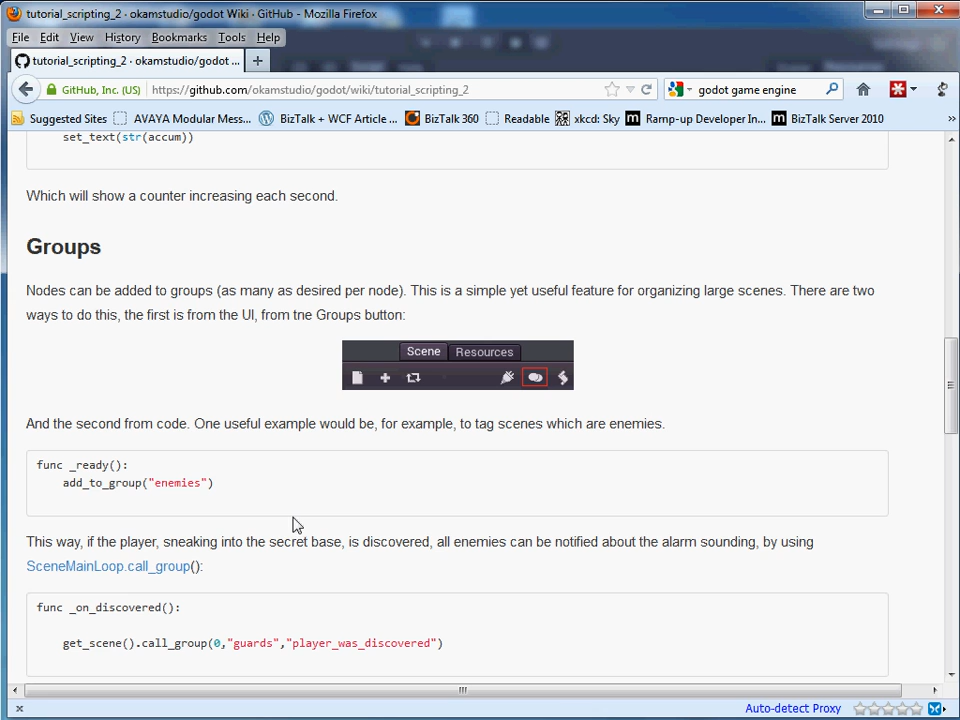 tutorial_scripting_2 · okamstudio/godot Wiki · GitHub - Mozilla Firefox
File Edit View History Bookmarks Tools Help
tutorial_scripting_2 · okamstudio/godot ...
GitHub, Inc. (US) https://github.com/okamstudio/godot/wiki/tutorial_scripting_2 godot game engine
Suggested Sites AVAYA Modular Mess... BizTalk + WCF Article ... BizTalk 360 Readable xkcd: Sky Ramp-up Developer In... BizTalk Server 2010 »
set_text(str(accum))
Which will show a counter increasing each second.
Groups
Nodes can be added to groups (as many as desired per node). This is a simple yet useful feature for organizing large scenes. There are two
ways to do this, the first is from the UI, from tne Groups button:
Scene Resources
And the second from code. One useful example would be, for example, to tag scenes which are enemies.
func _ready():
add_to_group("enemies")
This way, if the player, sneaking into the secret base, is discovered, all enemies can be notified about the alarm sounding, by using
SceneMainLoop.call_group():
func _on_discovered():
get_scene().call_group(0,"guards","player_was_discovered")
Auto-detect Proxy